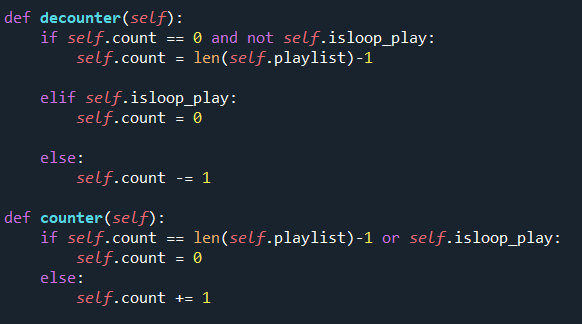 def decounter(self):
    if self.count == 0 and not self.isloop_play:
        self.count = len(self.playlist)-1

    elif self.isloop_play:
        self.count = 0

    else:
        self.count -= 1

def counter(self):
    if self.count == len(self.playlist)-1 or self.isloop_play:
        self.count = 0
    else:
        self.count += 1